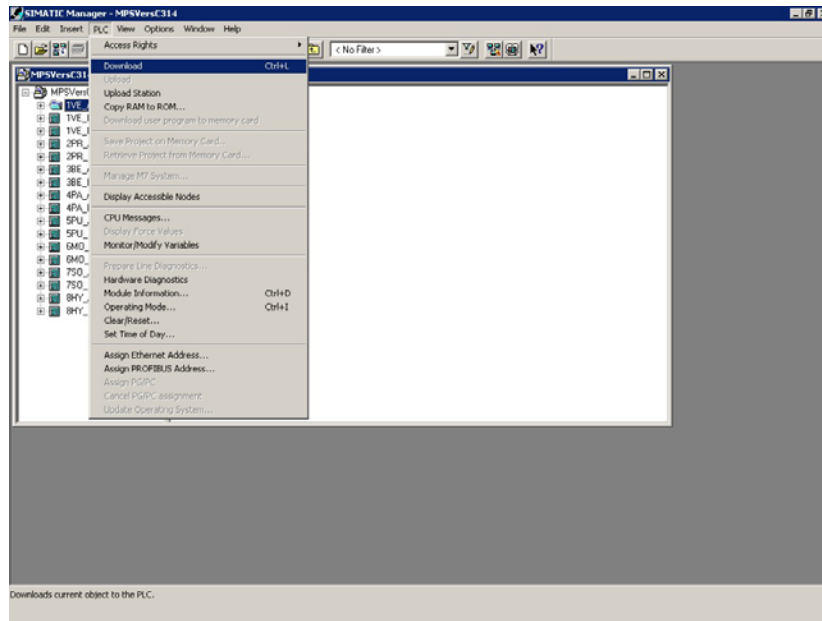 SIMATIC Manager - MPSVersC314
File Edit Insert PLC View Options Window Help
< No Filter >
Access Rights
Download Ctrl+L
Upload
Upload Station
Copy RAM to ROM...
Download user program to memory card
Save Project on Memory Card...
Retrieve Project from Memory Card...
Manage M7 System...
Display Accessible Nodes
CPU Messages...
Display Force Values
Monitor/Modify Variables
Prepare Line Diagnostics...
Hardware Diagnostics
Module Information... Ctrl+D
Operating Mode... Ctrl+I
Clear/Reset...
Set Time of Day...
Assign Ethernet Address...
Assign PROFIBUS Address...
Assign PG/PC
Cancel PG/PC assignment
Update Operating System...
MPSVersC31
MPSVers
1VE_
1VE_
1VE_
2PR_
2PR_
3BE_
3BE_
4PA_
4PA_
5PU_
5PU_
6MO_
6MO_
7SO_
7SO_
8HY_
8HY_
Downloads current object to the PLC.